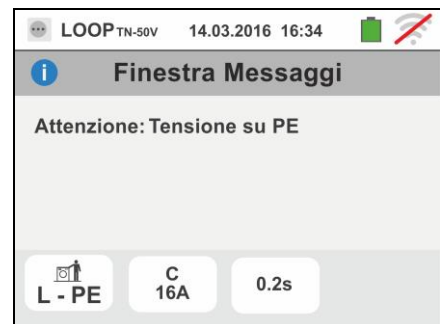 LOOP TN-50V 14.03.2016 16:34
i Finestra Messaggi
Attenzione: Tensione su PE
L - PE
C
16A
0.2s